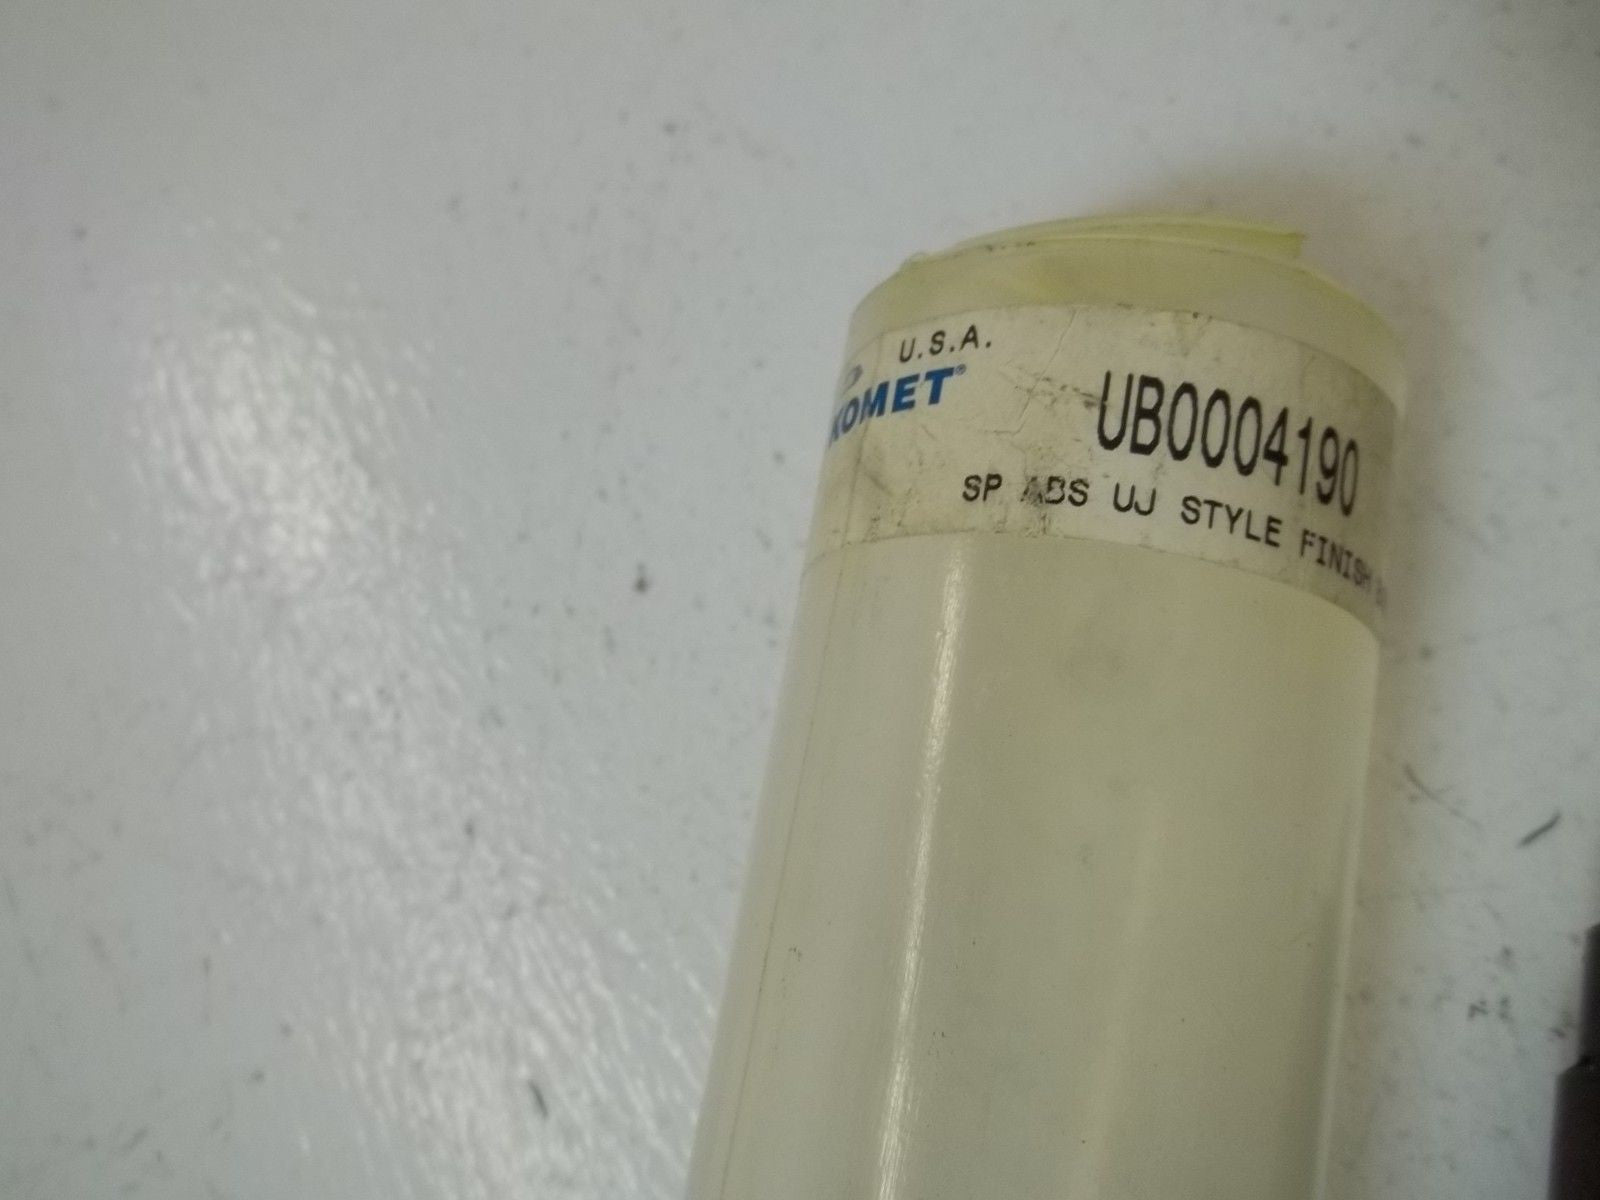 U.S.A.
KOMET®
UB0004190
SP ABS UJ STYLE FINISH